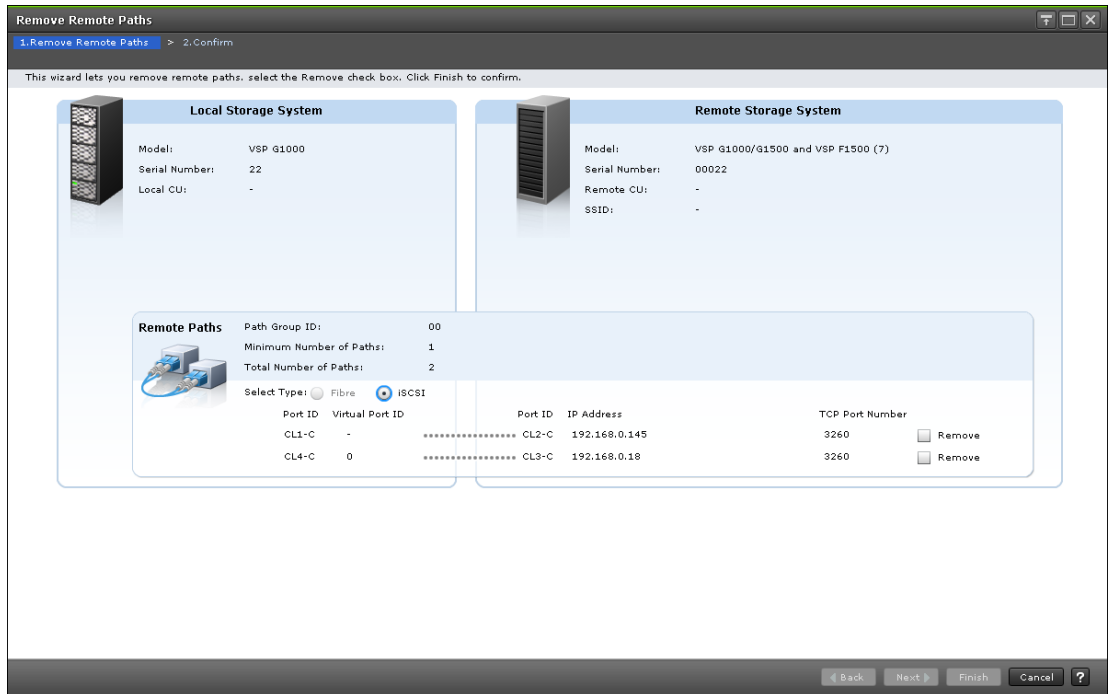 Remove Remote Paths
1.Remove Remote Paths > 2.Confirm
This wizard lets you remove remote paths. select the Remove check box. Click Finish to confirm.
Local Storage System
Model: VSP G1000
Serial Number: 22
Local CU: -
Remote Storage System
Model: VSP G1000/G1500 and VSP F1500 (7)
Serial Number: 00022
Remote CU: -
SSID: -
Remote Paths
Path Group ID: 00
Minimum Number of Paths: 1
Total Number of Paths: 2
Select Type: Fibre iSCSI
Port ID Virtual Port ID Port ID IP Address TCP Port Number
CL1-C - CL2-C 192.168.0.145 3260 Remove
CL4-C 0 CL3-C 192.168.0.18 3260 Remove
Back Next Finish Cancel ?